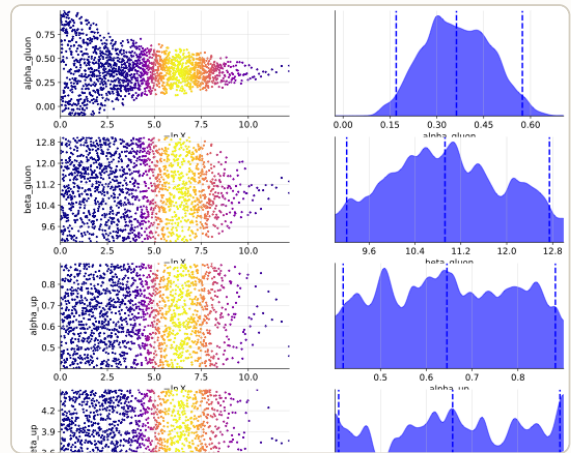 alpha_gluon
0.75
0.50
0.25
0.00
0.0 2.5 5.0 7.5 10.0
−ln X
-0.00 0.15 0.30 0.45 0.60
alpha_gluon
beta_gluon
12.8
12.0
11.2
10.4
9.6
0.0 2.5 5.0 7.5 10.0
−ln X
9.6 10.4 11.2 12.0 12.8
beta_gluon
alpha_up
0.8
0.7
0.6
0.5
0.0 2.5 5.0 7.5 10.0
−ln X
0.5 0.6 0.7 0.8
alpha_up
eta_up
4.2
3.9